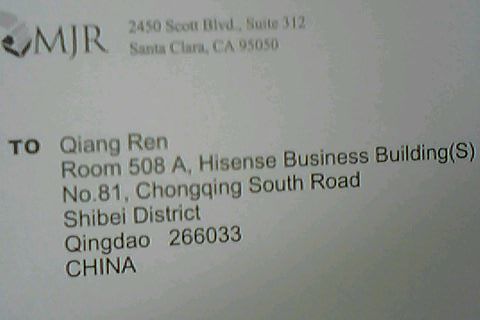 MJR
2450 Scott Blvd., Suite 312
Santa Clara, CA 95050
TO Qiang Ren
Room 508 A, Hisense Business Building(S)
No.81, Chongqing South Road
Shibei District
Qingdao 266033
CHINA